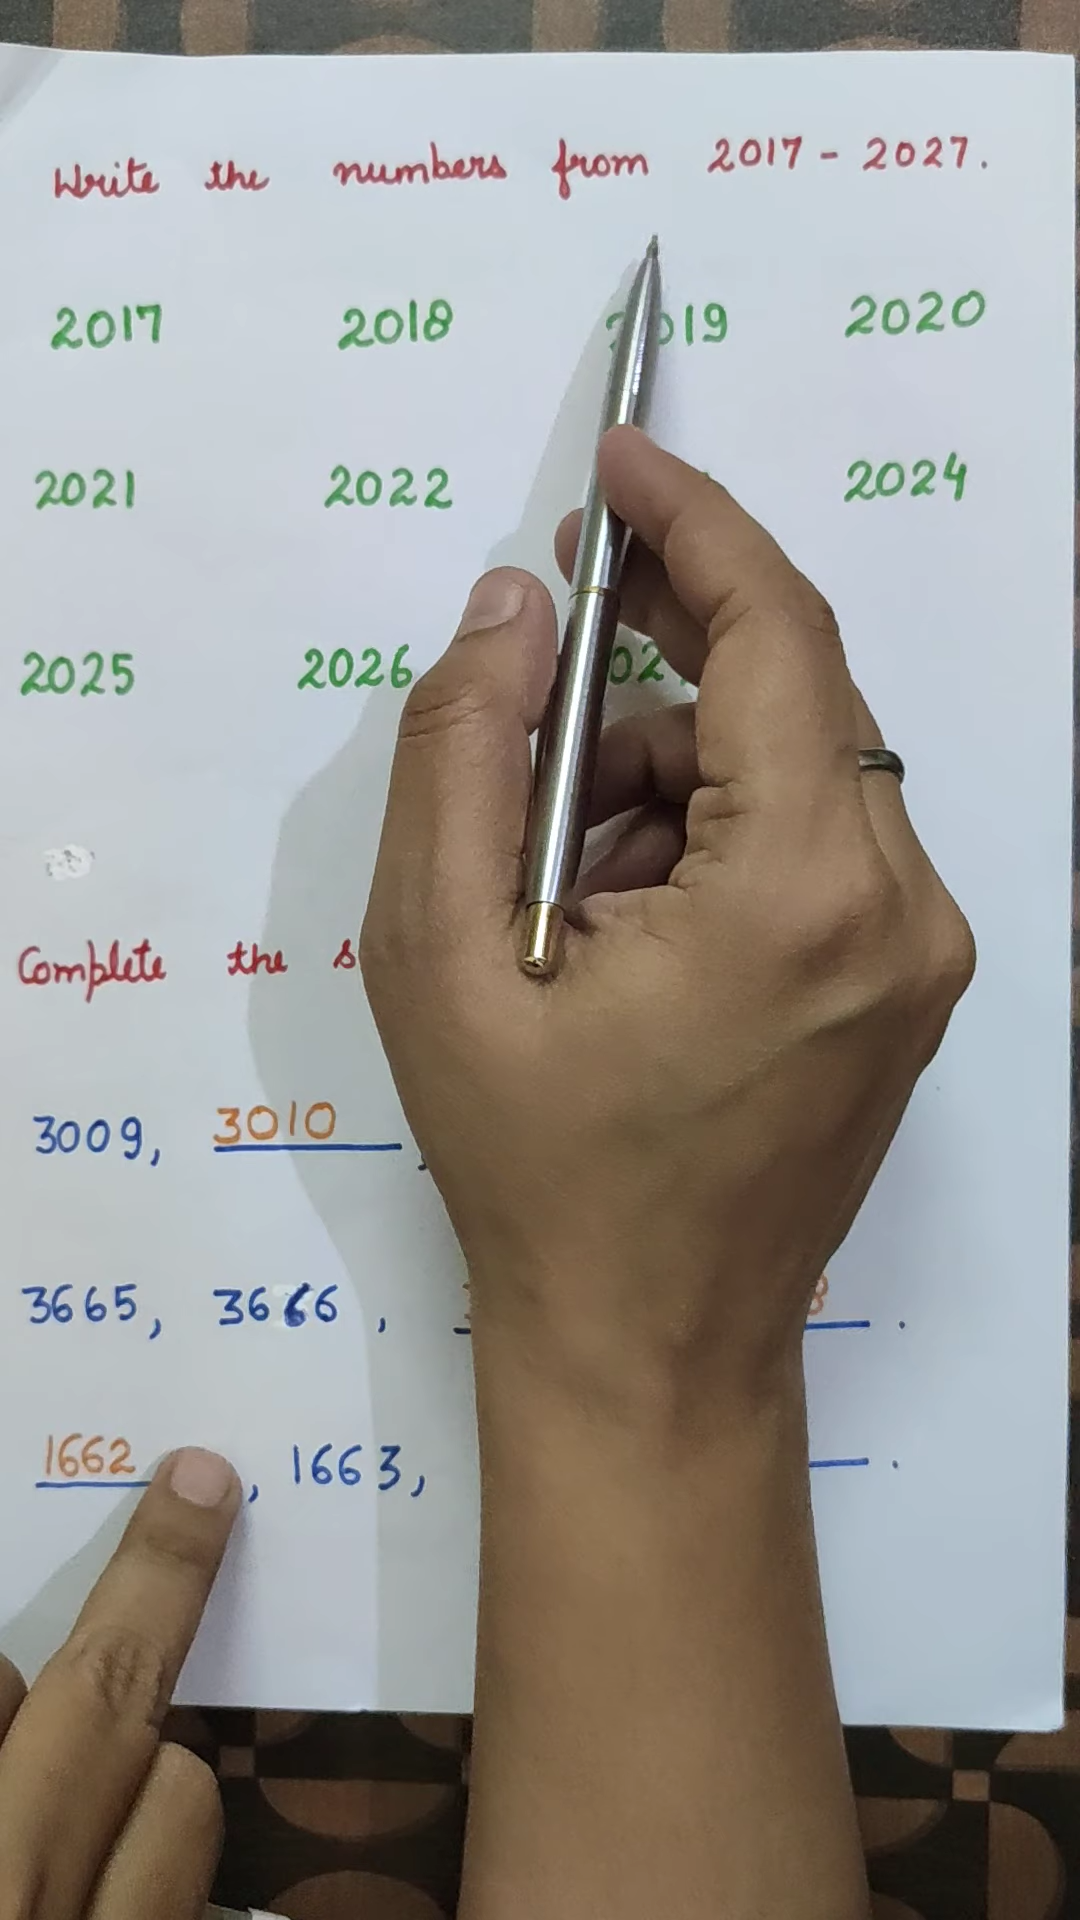 Write the numbers from 2017 - 2027.
2017 2018 2019 2020
2021 2022 2024
2025 2026
Complete the
3009, 3010
3665, 3666,
1662, 1663,